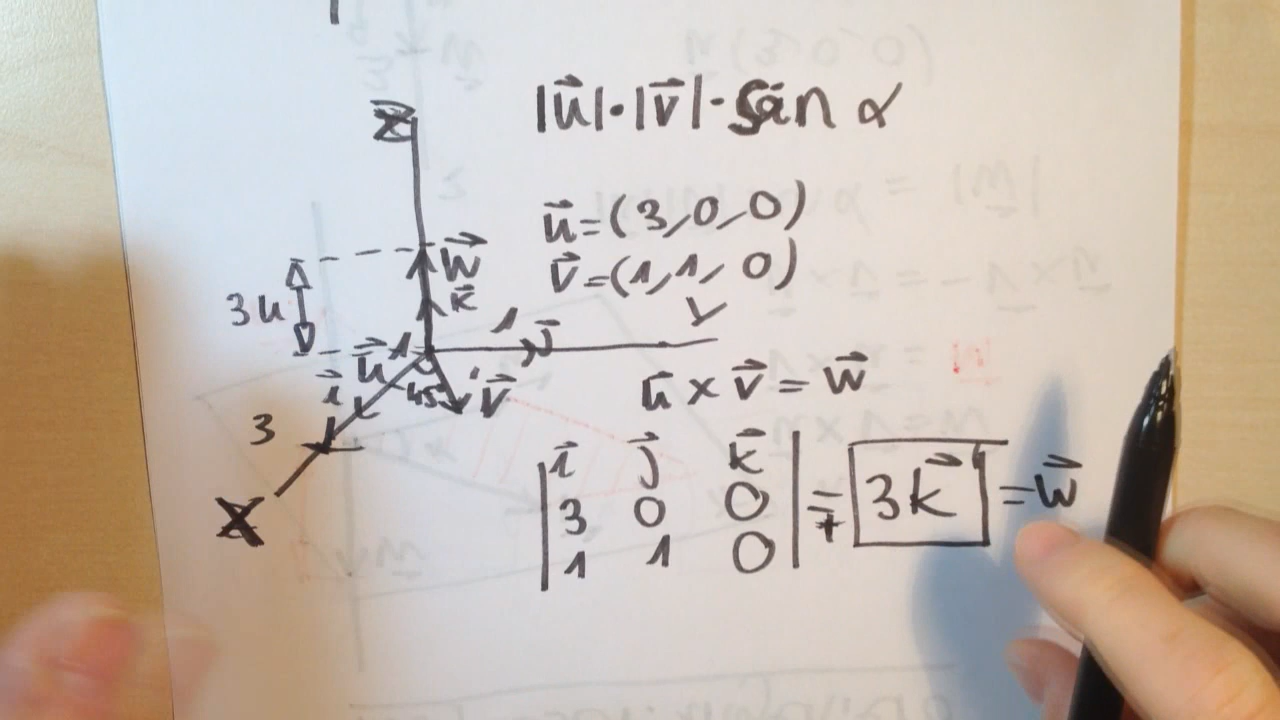 |u⃗|·|v⃗|· sin α
Z
u⃗=(3,0,0)
v⃗=(1,1,0)
w⃗
3u
k⃗
Y
1
j⃗
1
u⃗
i⃗
45
v⃗
u⃗ × v⃗ = w⃗
3
X
| i⃗ j⃗ k⃗ |
| 3 0 0 | = + 3k⃗ = w⃗
| 1 1 0 |